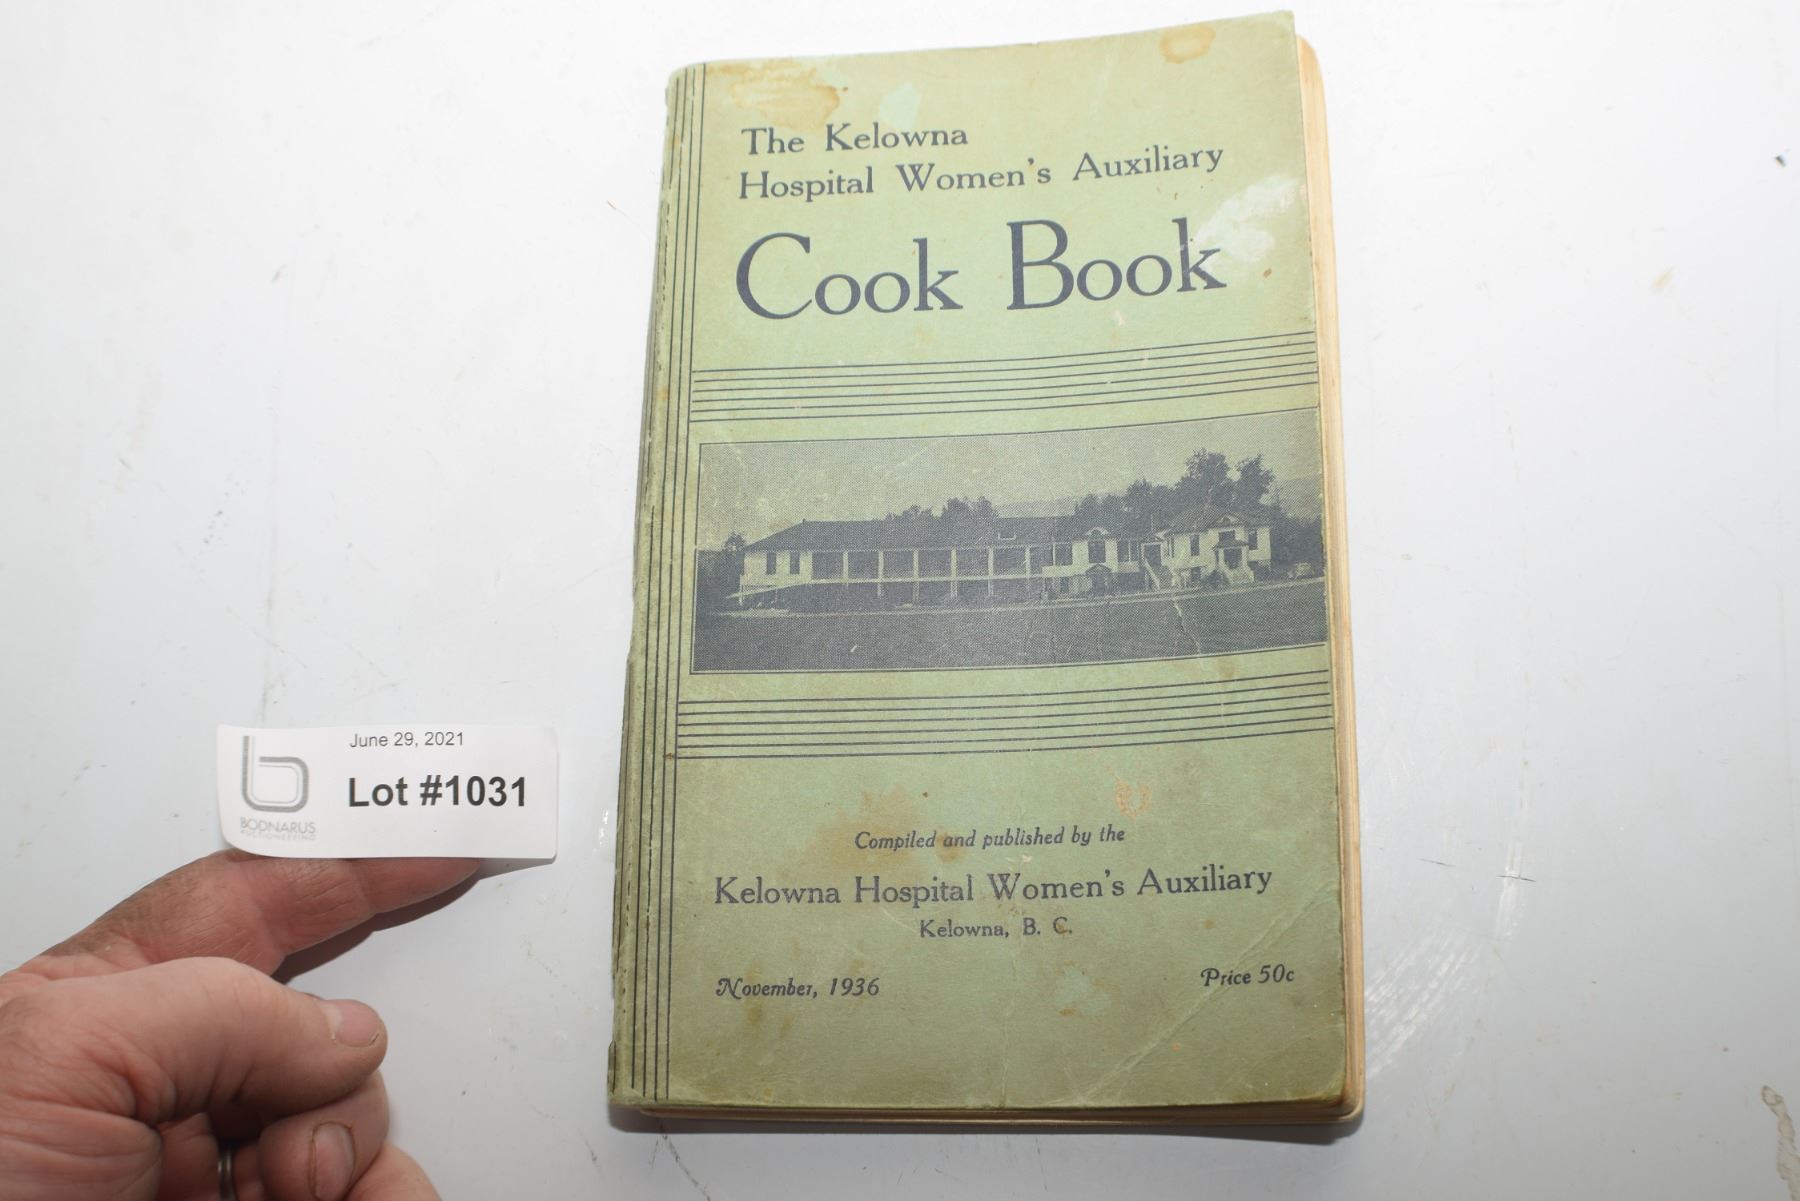 The Kelowna
Hospital Women's Auxiliary
Cook Book
Compiled and published by the
Kelowna Hospital Women's Auxiliary
Kelowna, B. C.
November, 1936
Price 50c
June 29, 2021
Lot #1031
BODNARUS
AUCTIONEERING